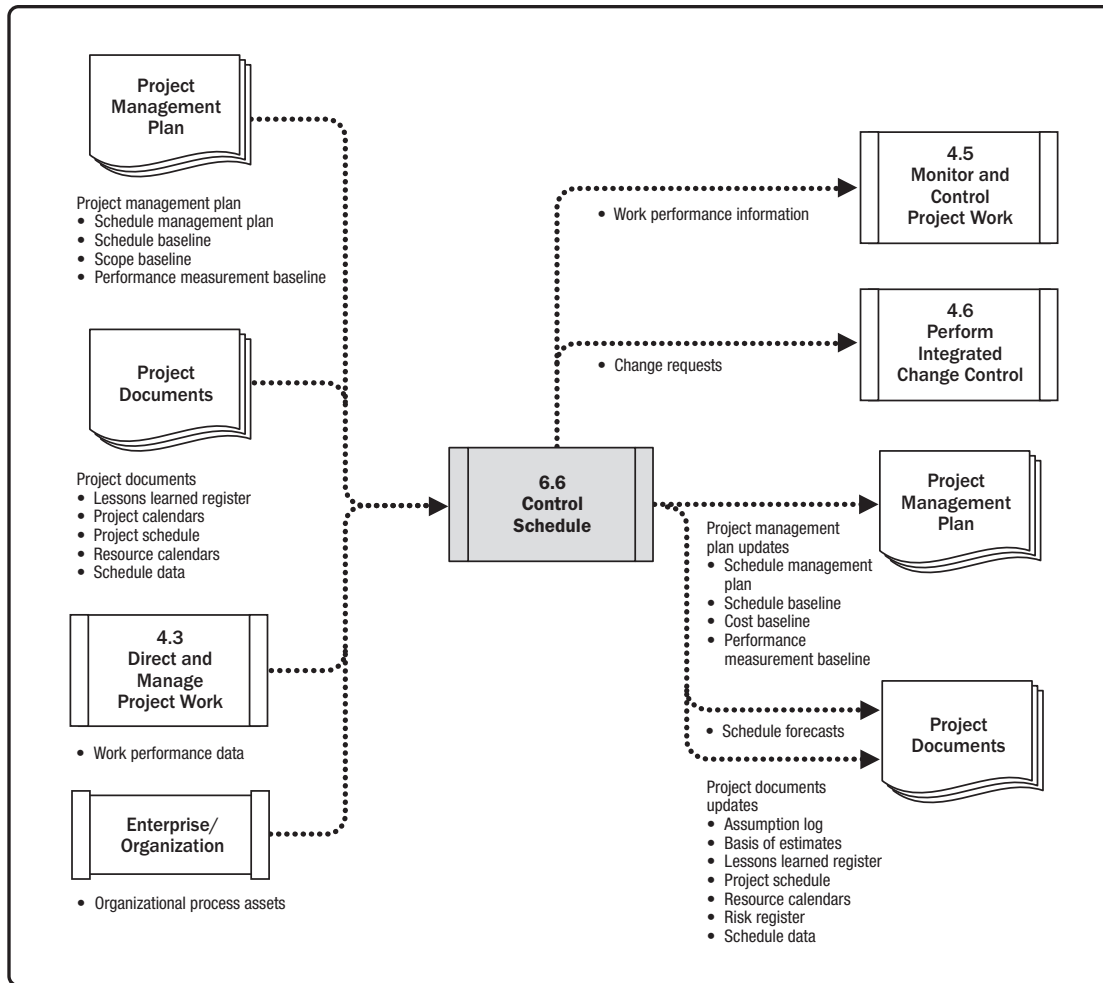 Project
Management
Plan
Project management plan
• Schedule management plan
• Schedule baseline
• Scope baseline
• Performance measurement baseline
Project
Documents
Project documents
• Lessons learned register
• Project calendars
• Project schedule
• Resource calendars
• Schedule data
4.3
Direct and
Manage
Project Work
• Work performance data
Enterprise/
Organization
• Organizational process assets
6.6
Control
Schedule
• Work performance information
4.5
Monitor and
Control
Project Work
• Change requests
4.6
Perform
Integrated
Change Control
Project
Management
Plan
Project management
plan updates
• Schedule management
plan
• Schedule baseline
• Cost baseline
• Performance
measurement baseline
• Schedule forecasts
Project
Documents
Project documents
updates
• Assumption log
• Basis of estimates
• Lessons learned register
• Project schedule
• Resource calendars
• Risk register
• Schedule data